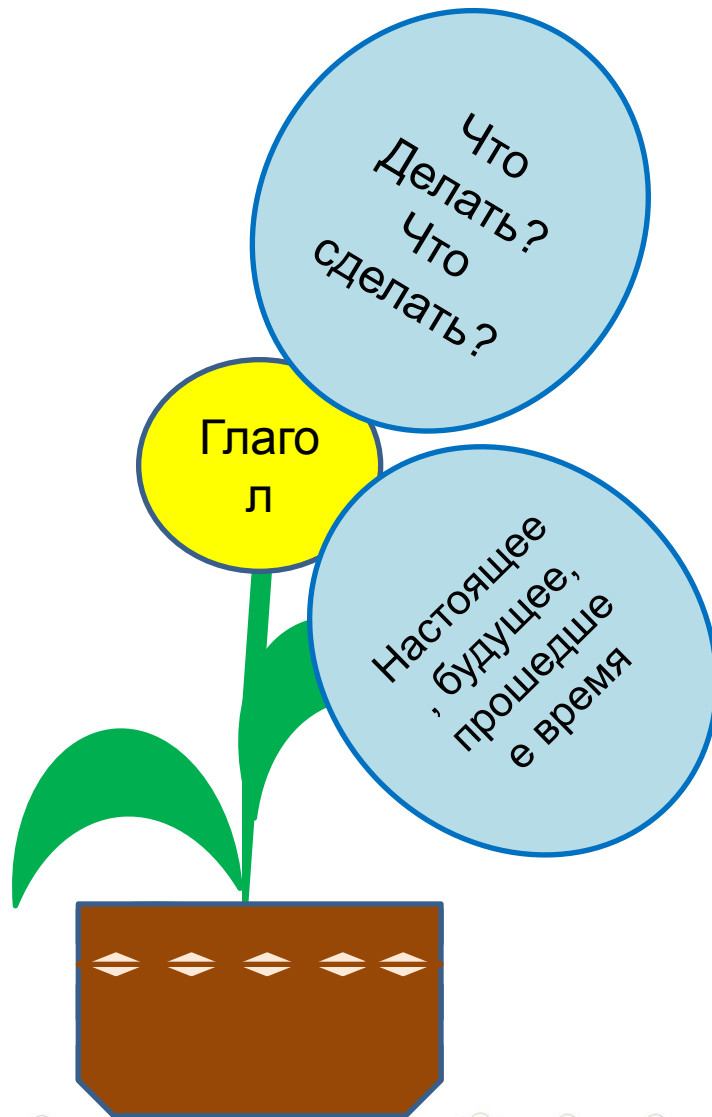 Что
Делать?
Что
сделать?
Глаго
л
Настоящее
, будущее,
прошедше
е время